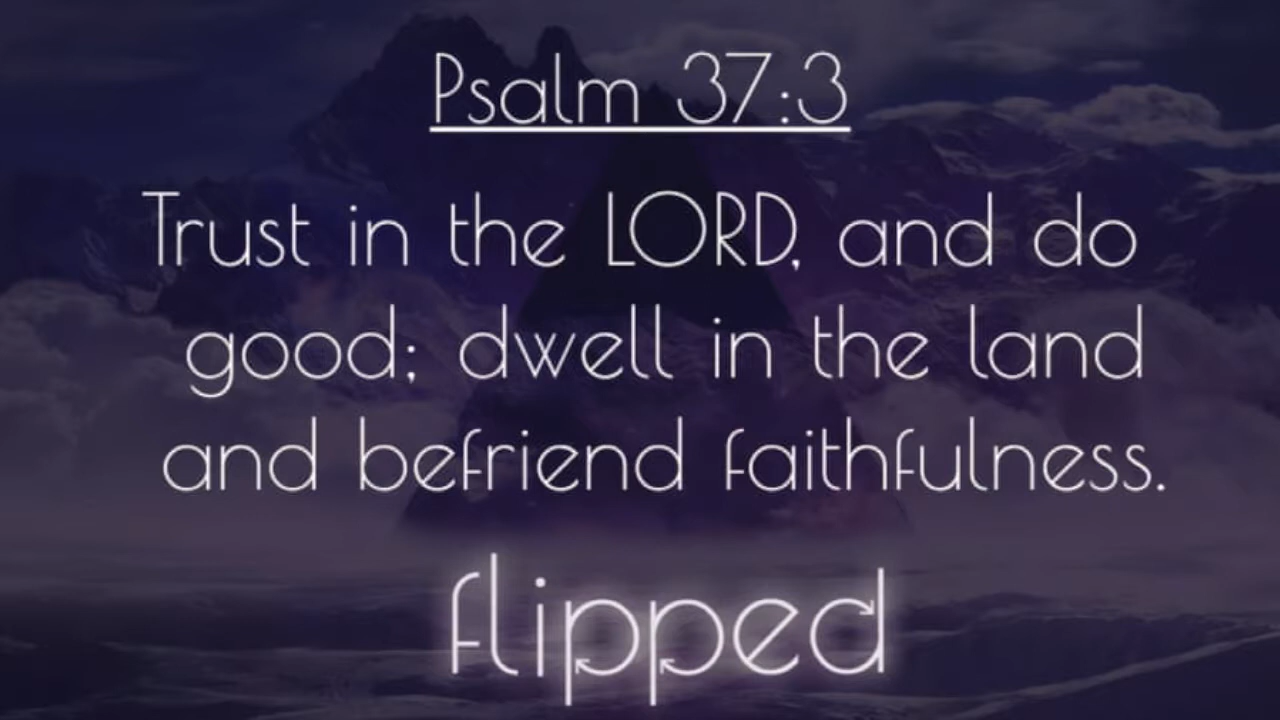 Psalm 37:3
Trust in the LORD, and do
good; dwell in the land
and befriend faithfulness.
flipped